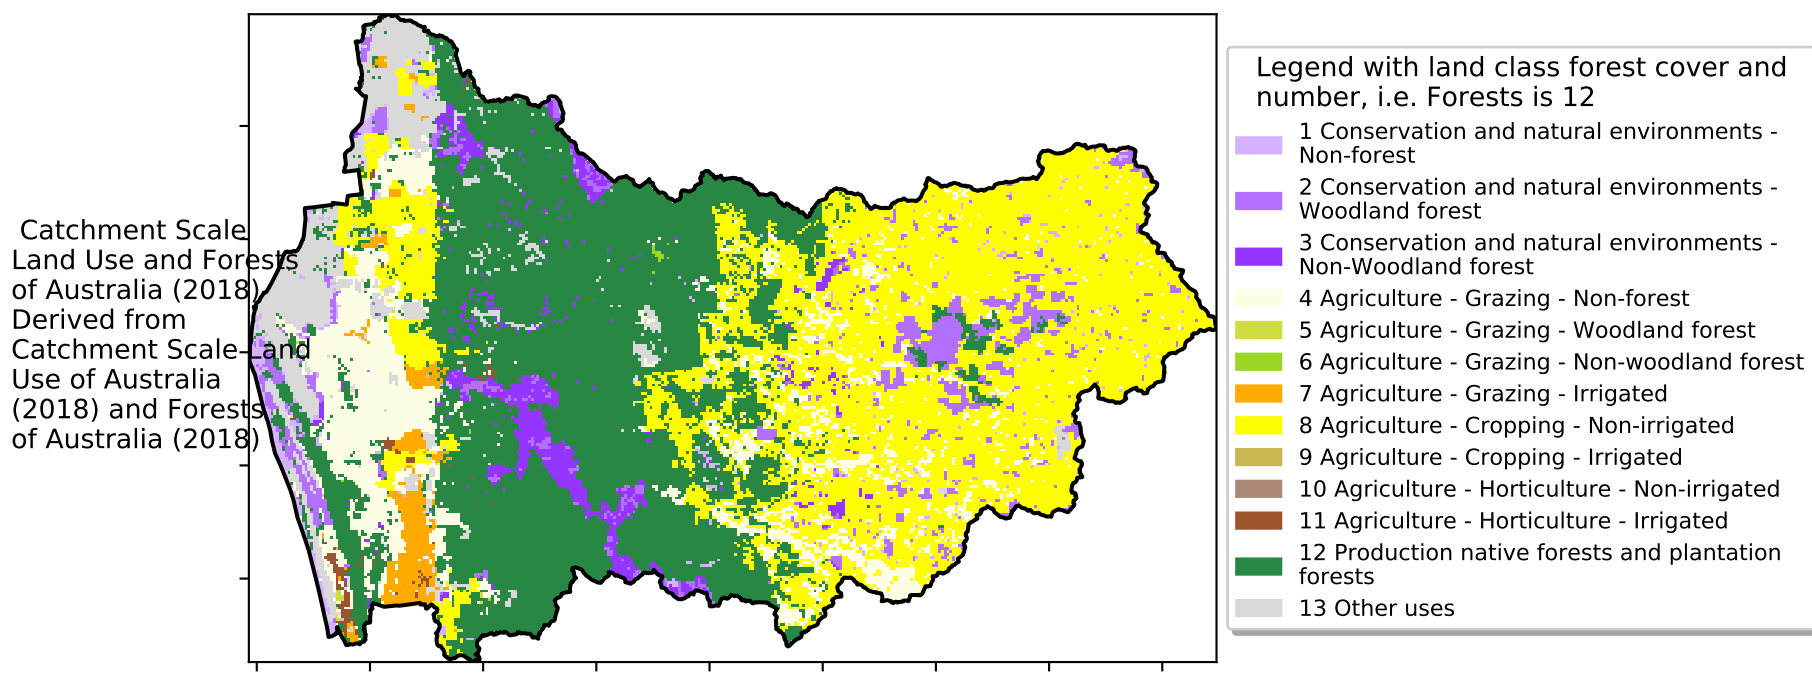 Catchment Scale
Land Use and Forests
of Australia (2018)
Derived from
Catchment Scale Land
Use of Australia
(2018) and Forests
of Australia (2018)
Legend with land class forest cover and
number, i.e. Forests is 12
1 Conservation and natural environments -
Non-forest
2 Conservation and natural environments -
Woodland forest
3 Conservation and natural environments -
Non-Woodland forest
4 Agriculture - Grazing - Non-forest
5 Agriculture - Grazing - Woodland forest
6 Agriculture - Grazing - Non-woodland forest
7 Agriculture - Grazing - Irrigated
8 Agriculture - Cropping - Non-irrigated
9 Agriculture - Cropping - Irrigated
10 Agriculture - Horticulture - Non-irrigated
11 Agriculture - Horticulture - Irrigated
12 Production native forests and plantation
forests
13 Other uses